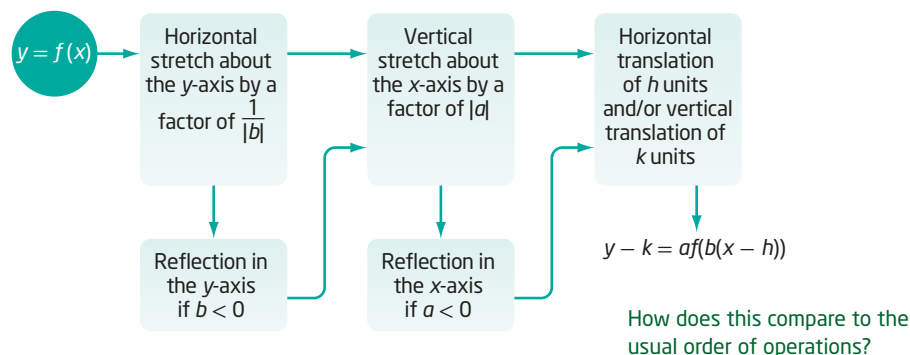 y = f(x)
Horizontal
stretch about
the y-axis by a
factor of 1/|b|
Vertical
stretch about
the x-axis by a
factor of |a|
Horizontal
translation
of h units
and/or vertical
translation of
k units
Reflection in
the y-axis
if b < 0
Reflection in
the x-axis
if a < 0
y − k = af(b(x − h))
How does this compare to the
usual order of operations?